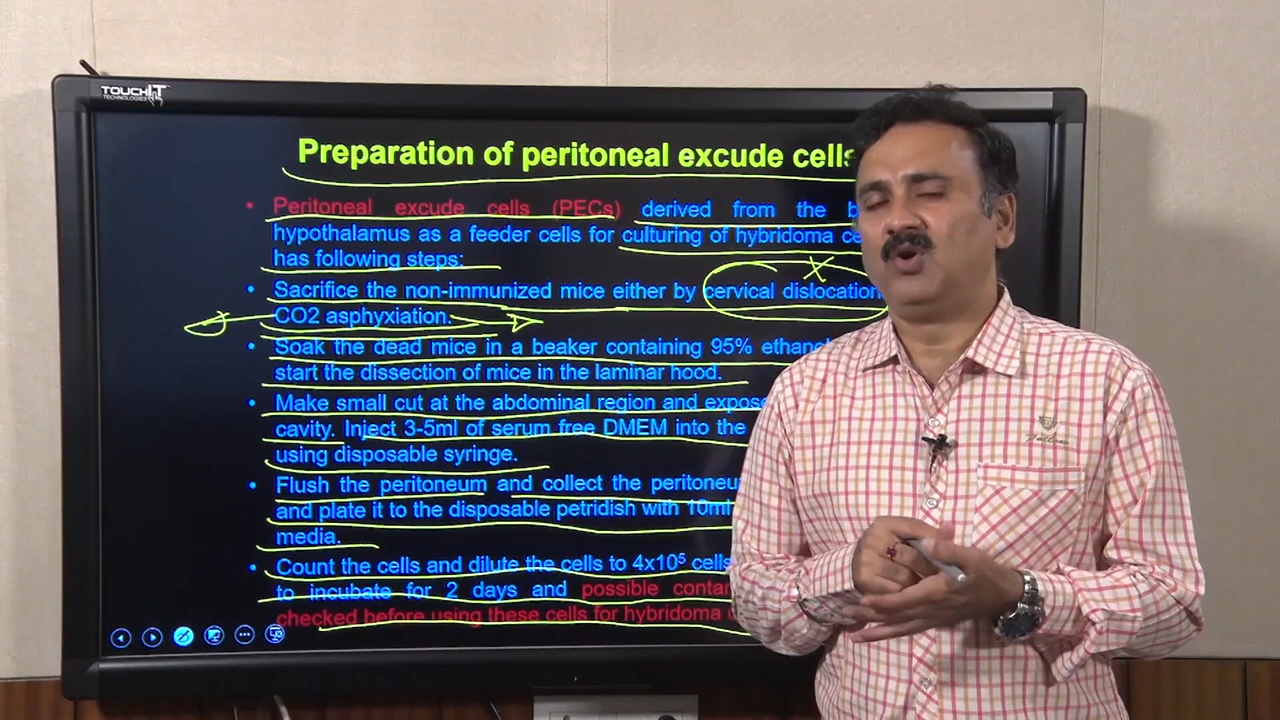 TOUCHIT
TECHNOLOGIES
Preparation of peritoneal excude cells
• Peritoneal excude cells (PECs) derived from the
hypothalamus as a feeder cells for culturing of hybridoma
has following steps:
• Sacrifice the non-immunized mice either by cervical dislocation
CO2 asphyxiation.
• Soak the dead mice in a beaker containing 95%
start the dissection of mice in the laminar hood.
• Make small cut at the abdominal region and
cavity. Inject 3-5ml of serum free DMEM into the
using disposable syringe.
• Flush the peritoneum and collect the
and plate it to the disposable petridish with
media.
• Count the cells and dilute the cells to 4x10⁵ cells
to incubate for 2 days and possible
checked before using these cells for hybridoma